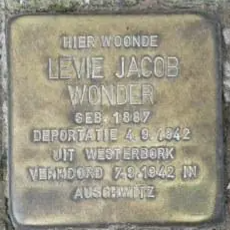 HIER WOONDE
LEVIE JACOB
WONDER
GEB. 1887
DEPORTATIE 4.9.1942
UIT WESTERBORK
VERMOORD 7.9.1942 IN
AUSCHWITZ